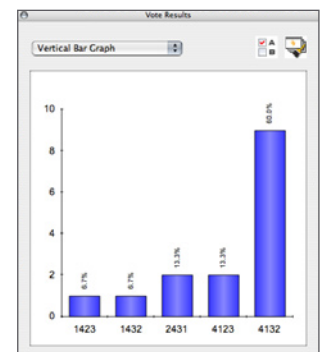 Vote Results
Vertical Bar Graph
A
B
10
8
6
4
2
0
6.7%
6.7%
13.3%
13.3%
60.0%
1423 1432 2431 4123 4132